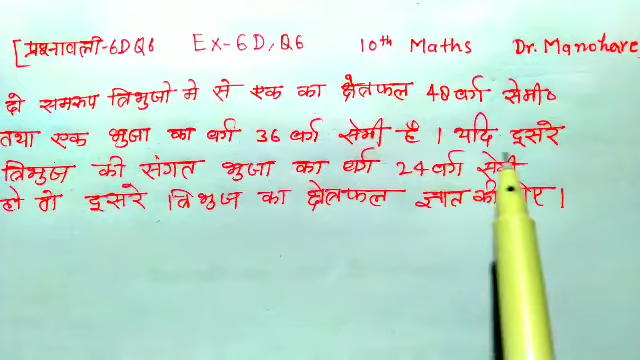 [प्रश्नावली-6DQ6 Ex-6D,Q6 10th Maths Dr. Manohare
दो समरूप त्रिभुजो मे से एक का क्षेत्रफल 48 वर्ग सेमी०
तथा एक भुजा का वर्ग 36 वर्ग सेमी है । यदि दूसरे
त्रिभुज की संगत भुजा का वर्ग 24 वर्ग सेमी
हो तो दूसरे त्रिभुज का क्षेत्रफल ज्ञात ।